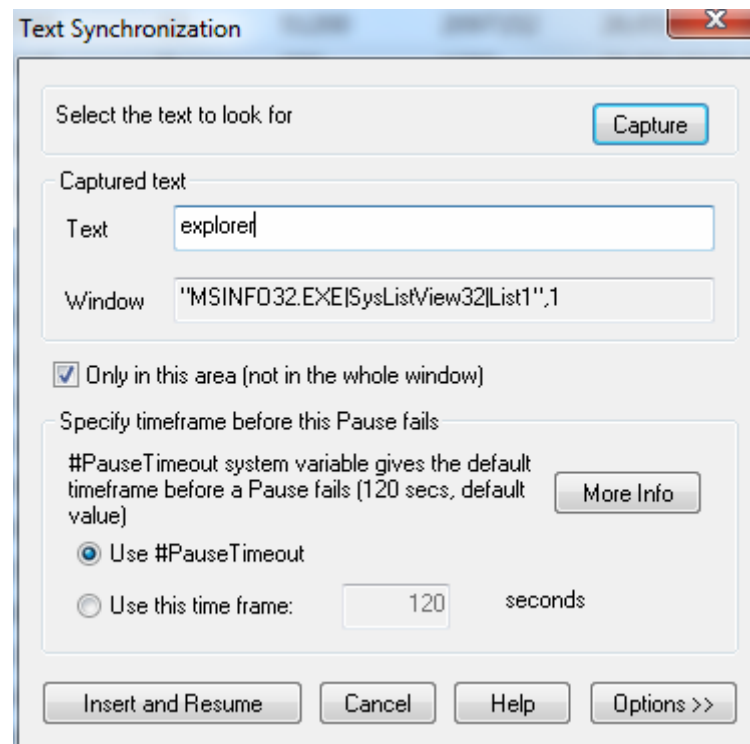 Text Synchronization
Select the text to look for
Capture
Captured text
Text
explorer
Window
"MSINFO32.EXE|SysListView32|List1",1
Only in this area (not in the whole window)
Specify timeframe before this Pause fails
#PauseTimeout system variable gives the default
timeframe before a Pause fails (120 secs, default
value)
More Info
Use #PauseTimeout
Use this time frame:
120
seconds
Insert and Resume
Cancel
Help
Options >>